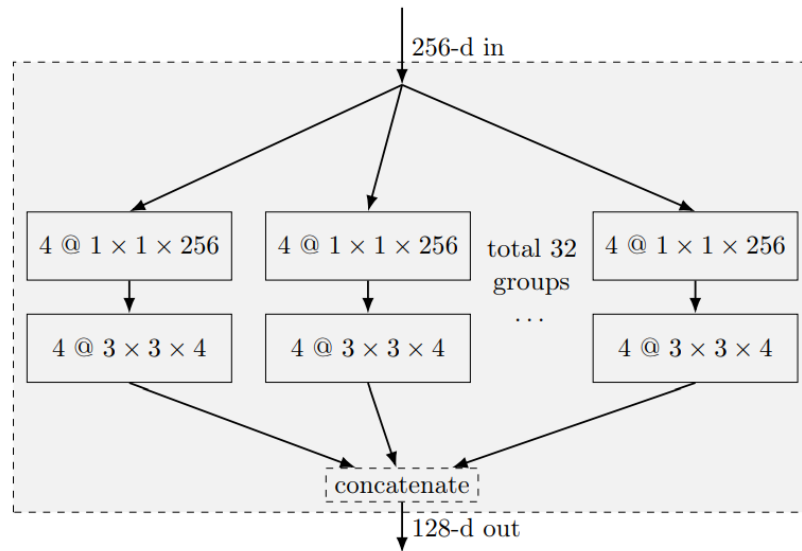 256-d in
4 @ 1 × 1 × 256
4 @ 1 × 1 × 256
total 32
groups
. . .
4 @ 1 × 1 × 256
4 @ 3 × 3 × 4
4 @ 3 × 3 × 4
4 @ 3 × 3 × 4
concatenate
128-d out